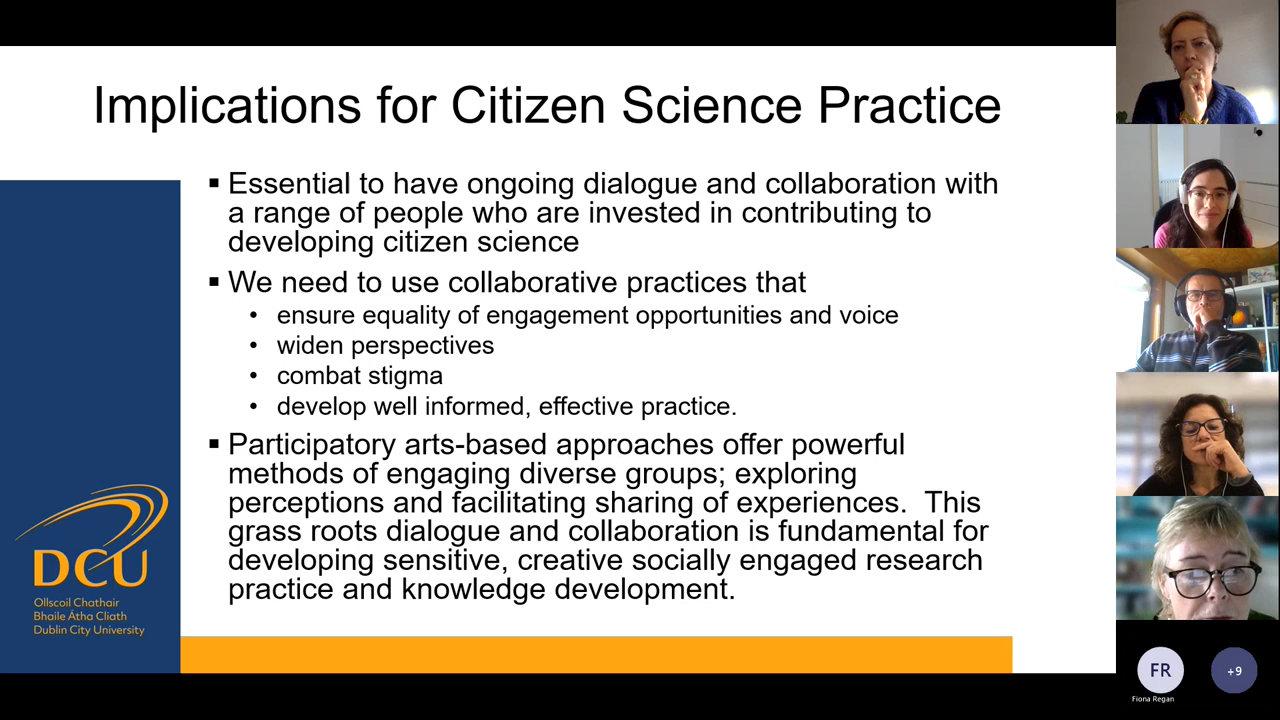 Implications for Citizen Science Practice
▪ Essential to have ongoing dialogue and collaboration with
a range of people who are invested in contributing to
developing citizen science
▪ We need to use collaborative practices that
• ensure equality of engagement opportunities and voice
• widen perspectives
• combat stigma
• develop well informed, effective practice.
▪ Participatory arts-based approaches offer powerful
methods of engaging diverse groups; exploring
perceptions and facilitating sharing of experiences.  This
grass roots dialogue and collaboration is fundamental for
developing sensitive, creative socially engaged research
practice and knowledge development.
DCU
Ollscoil Chathair
Bhaile Átha Cliath
Dublin City University
FR
Fiona Regan
+9